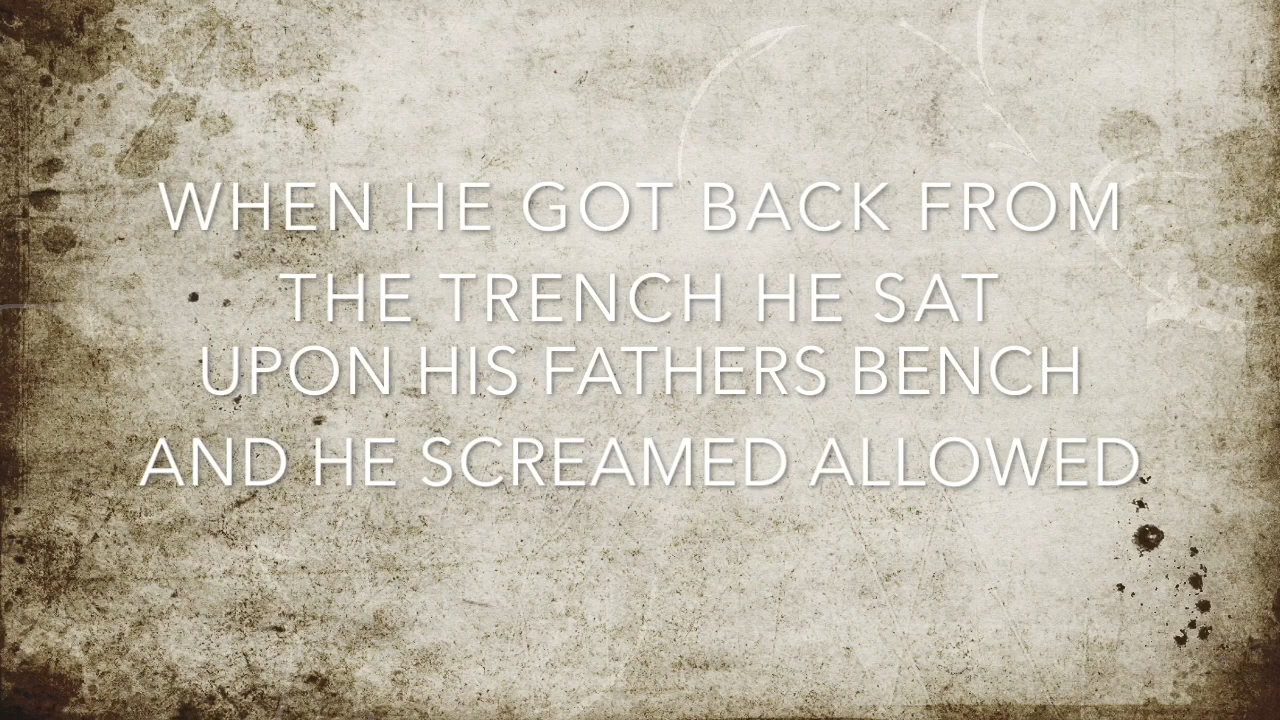 WHEN HE GOT BACK FROM
THE TRENCH HE SAT
UPON HIS FATHERS BENCH
AND HE SCREAMED ALLOWED